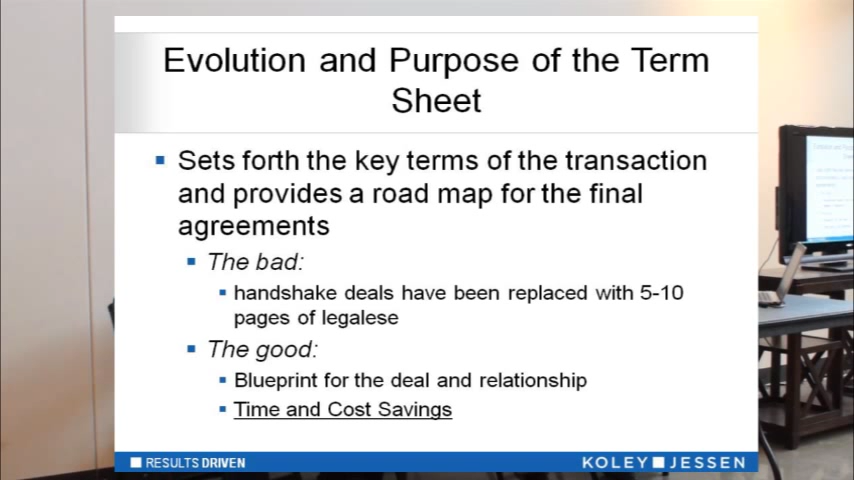 Evolution and Purpose of the Term
Sheet
Sets forth the key terms of the transaction
and provides a road map for the final
agreements
The bad:
handshake deals have been replaced with 5-10
pages of legalese
The good:
Blueprint for the deal and relationship
Time and Cost Savings
RESULTS DRIVEN
KOLEY JESSEN